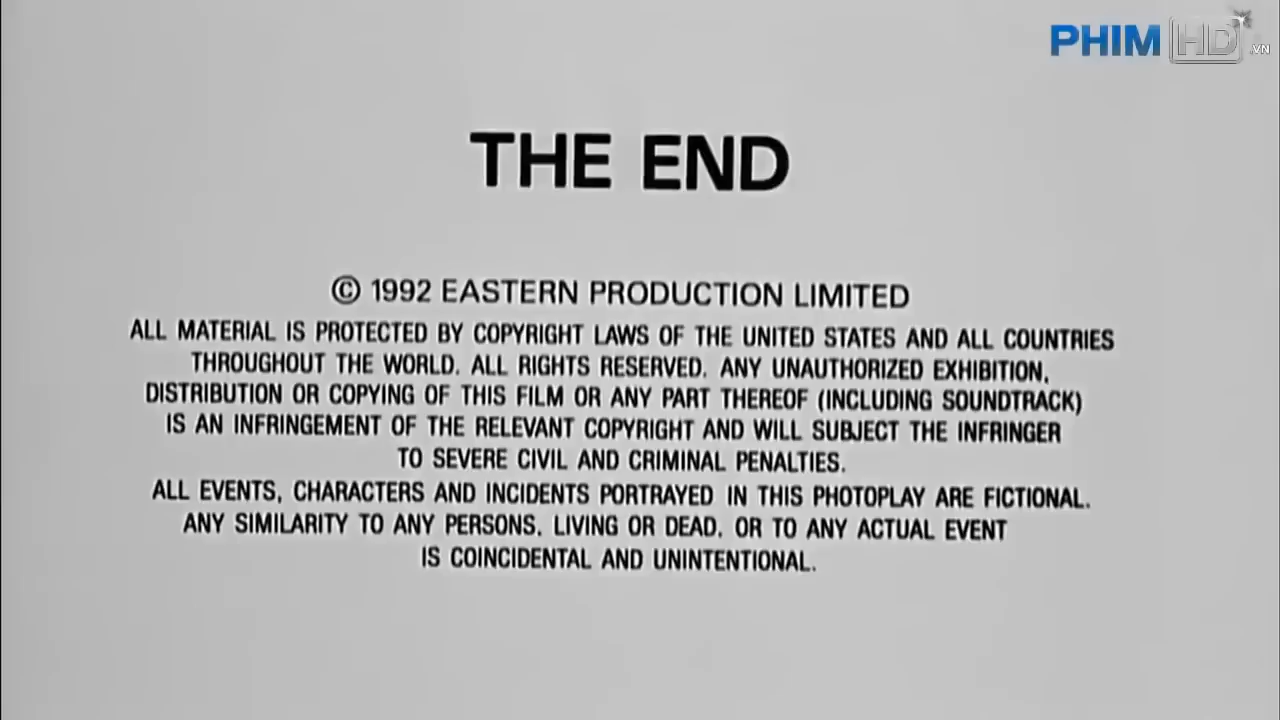 PHIM HD .VN
THE END
© 1992 EASTERN PRODUCTION LIMITED
ALL MATERIAL IS PROTECTED BY COPYRIGHT LAWS OF THE UNITED STATES AND ALL COUNTRIES
THROUGHOUT THE WORLD. ALL RIGHTS RESERVED. ANY UNAUTHORIZED EXHIBITION,
DISTRIBUTION OR COPYING OF THIS FILM OR ANY PART THEREOF (INCLUDING SOUNDTRACK)
IS AN INFRINGEMENT OF THE RELEVANT COPYRIGHT AND WILL SUBJECT THE INFRINGER
TO SEVERE CIVIL AND CRIMINAL PENALTIES.
ALL EVENTS, CHARACTERS AND INCIDENTS PORTRAYED IN THIS PHOTOPLAY ARE FICTIONAL.
ANY SIMILARITY TO ANY PERSONS, LIVING OR DEAD, OR TO ANY ACTUAL EVENT
IS COINCIDENTAL AND UNINTENTIONAL.